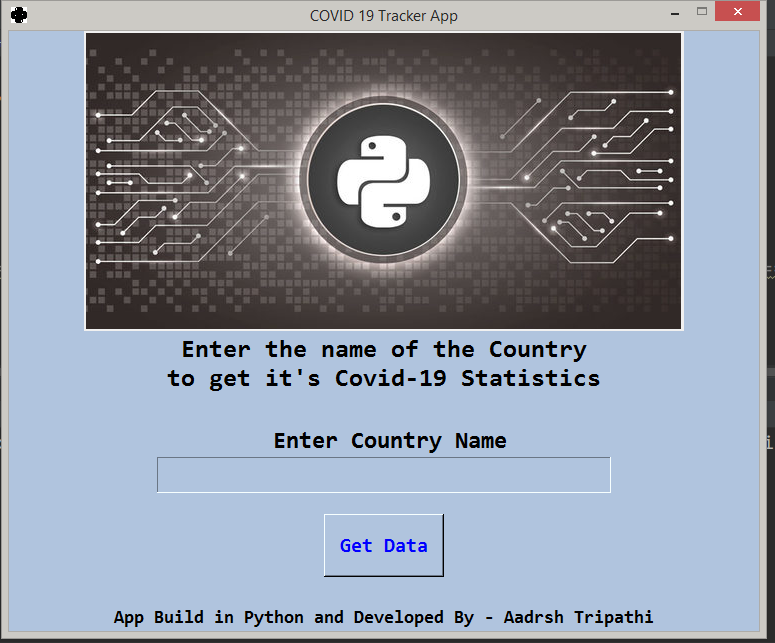 COVID 19 Tracker App
Enter the name of the Country
to get it's Covid-19 Statistics
Enter Country Name
Get Data
App Build in Python and Developed By - Aadrsh Tripathi